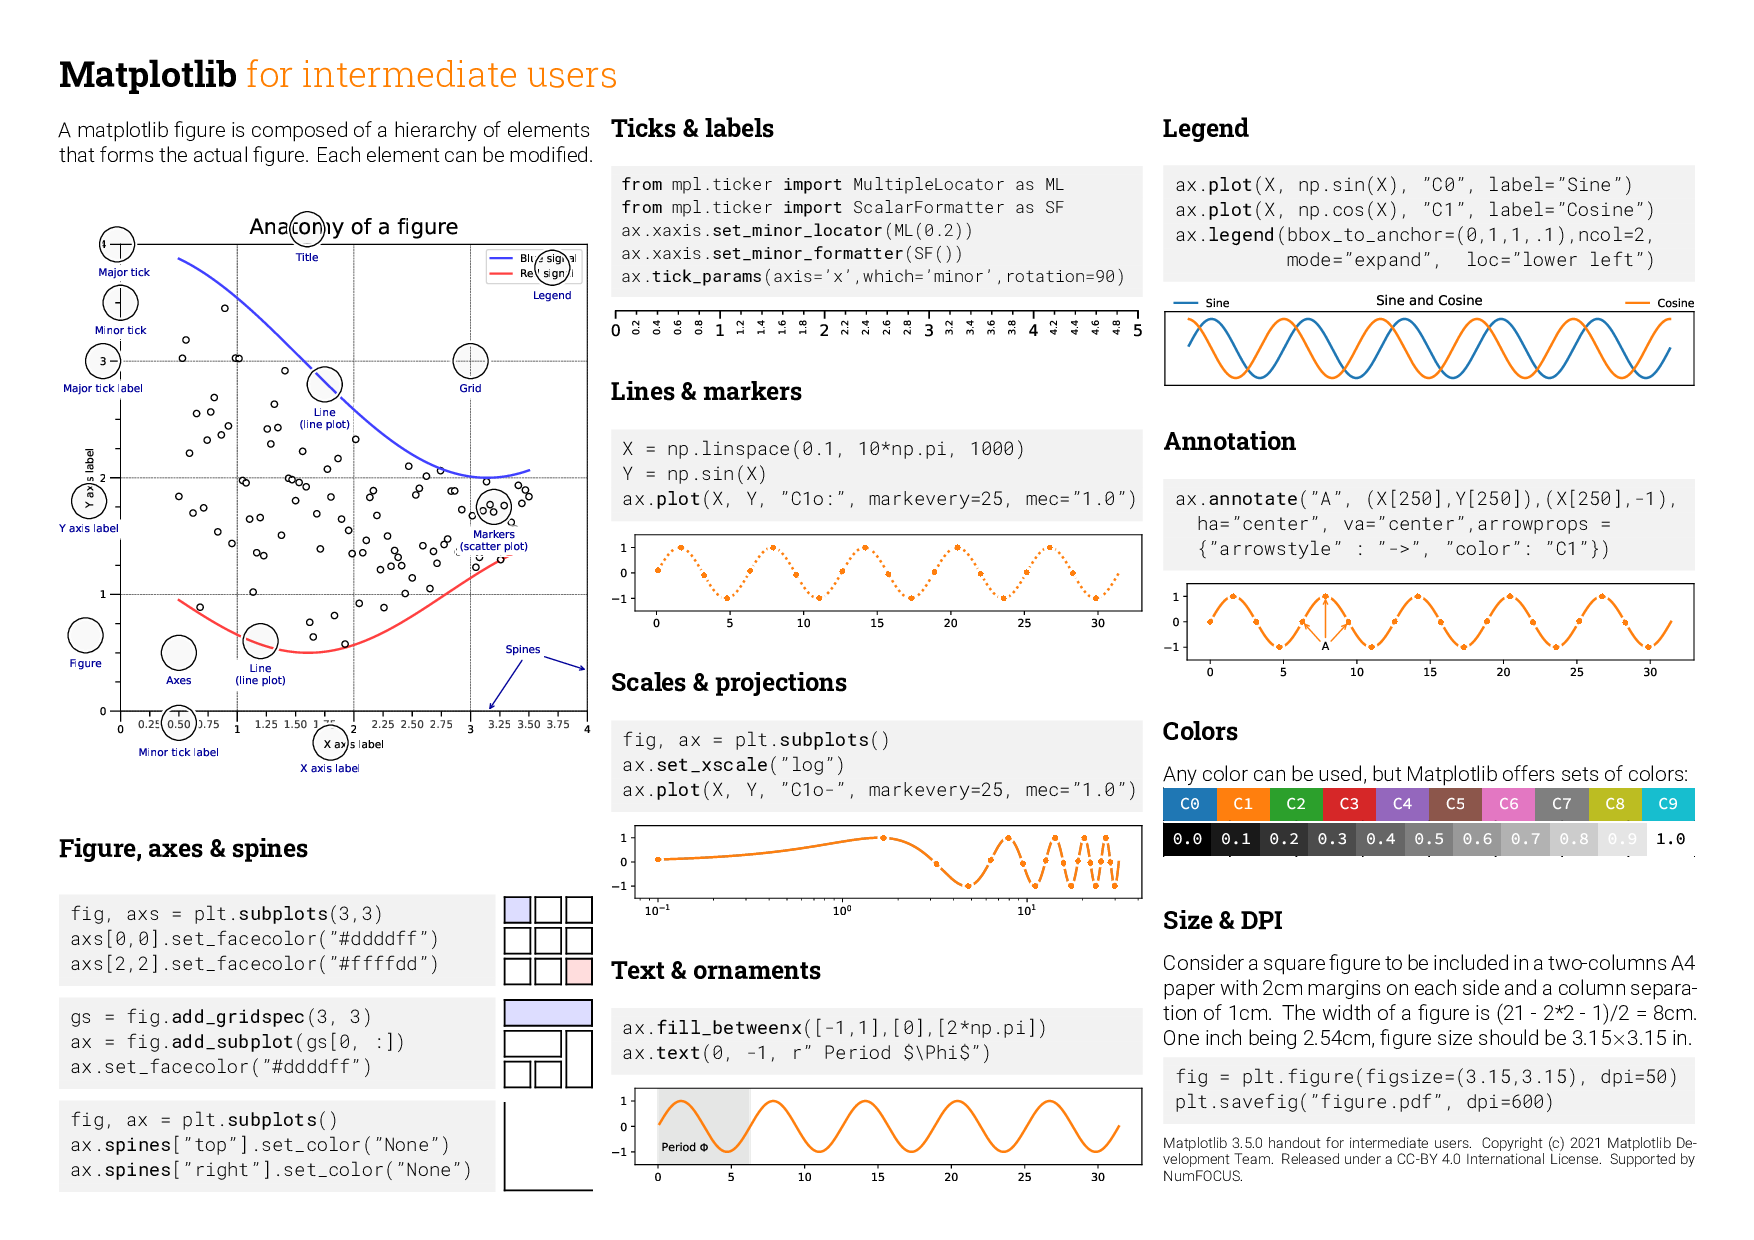 Matplotlib for intermediate users
A matplotlib figure is composed of a hierarchy of elements
that forms the actual figure. Each element can be modified.
Anatomy of a figure
Blue signal
Red signal
4
Major tick
Title
Legend
Minor tick
3
Major tick label
Grid
Line
(line plot)
2
Y axis label
Y axis label
Markers
(scatter plot)
1
Figure
Axes
Line
(line plot)
Spines
0
0 0.25 0.50 0.75 1 1.25 1.50 1.75 2 2.25 2.50 2.75 3 3.25 3.50 3.75 4
Minor tick label
X axis label
X axis label
Figure, axes & spines
fig, axs = plt.subplots(3,3)
axs[0,0].set_facecolor("#ddddff")
axs[2,2].set_facecolor("#ffffdd")
gs = fig.add_gridspec(3, 3)
ax = fig.add_subplot(gs[0, :])
ax.set_facecolor("#ddddff")
fig, ax = plt.subplots()
ax.spines["top"].set_color("None")
ax.spines["right"].set_color("None")
Ticks & labels
from mpl.ticker import MultipleLocator as ML
from mpl.ticker import ScalarFormatter as SF
ax.xaxis.set_minor_locator(ML(0.2))
ax.xaxis.set_minor_formatter(SF())
ax.tick_params(axis='x',which='minor',rotation=90)
0 0.2 0.4 0.6 0.8 1 1.2 1.4 1.6 1.8 2 2.2 2.4 2.6 2.8 3 3.2 3.4 3.6 3.8 4 4.2 4.4 4.6 4.8 5
Lines & markers
X = np.linspace(0.1, 10*np.pi, 1000)
Y = np.sin(X)
ax.plot(X, Y, "C1o:", markevery=25, mec="1.0")
1
0
−1
0 5 10 15 20 25 30
Scales & projections
fig, ax = plt.subplots()
ax.set_xscale("log")
ax.plot(X, Y, "C1o-", markevery=25, mec="1.0")
1
0
−1
10⁻¹ 10⁰ 10¹
Text & ornaments
ax.fill_betweenx([-1,1],[0],[2*np.pi])
ax.text(0, -1, r" Period $\Phi$")
1
0
−1
Period Φ
0 5 10 15 20 25 30
Legend
ax.plot(X, np.sin(X), "C0", label="Sine")
ax.plot(X, np.cos(X), "C1", label="Cosine")
ax.legend(bbox_to_anchor=(0,1,1,.1),ncol=2,
mode="expand", loc="lower left")
Sine Sine and Cosine Cosine
Annotation
ax.annotate("A", (X[250],Y[250]),(X[250],-1),
ha="center", va="center",arrowprops =
{"arrowstyle" : "->", "color": "C1"})
1
0
−1
A
0 5 10 15 20 25 30
Colors
Any color can be used, but Matplotlib offers sets of colors:
C0 C1 C2 C3 C4 C5 C6 C7 C8 C9
0.0 0.1 0.2 0.3 0.4 0.5 0.6 0.7 0.8 0.9 1.0
Size & DPI
Consider a square figure to be included in a two-columns A4
paper with 2cm margins on each side and a column separa-
tion of 1cm. The width of a figure is (21 - 2*2 - 1)/2 = 8cm.
One inch being 2.54cm, figure size should be 3.15×3.15 in.
fig = plt.figure(figsize=(3.15,3.15), dpi=50)
plt.savefig("figure.pdf", dpi=600)
Matplotlib 3.5.0 handout for intermediate users. Copyright (c) 2021 Matplotlib De-
velopment Team. Released under a CC-BY 4.0 International License. Supported by
NumFOCUS.